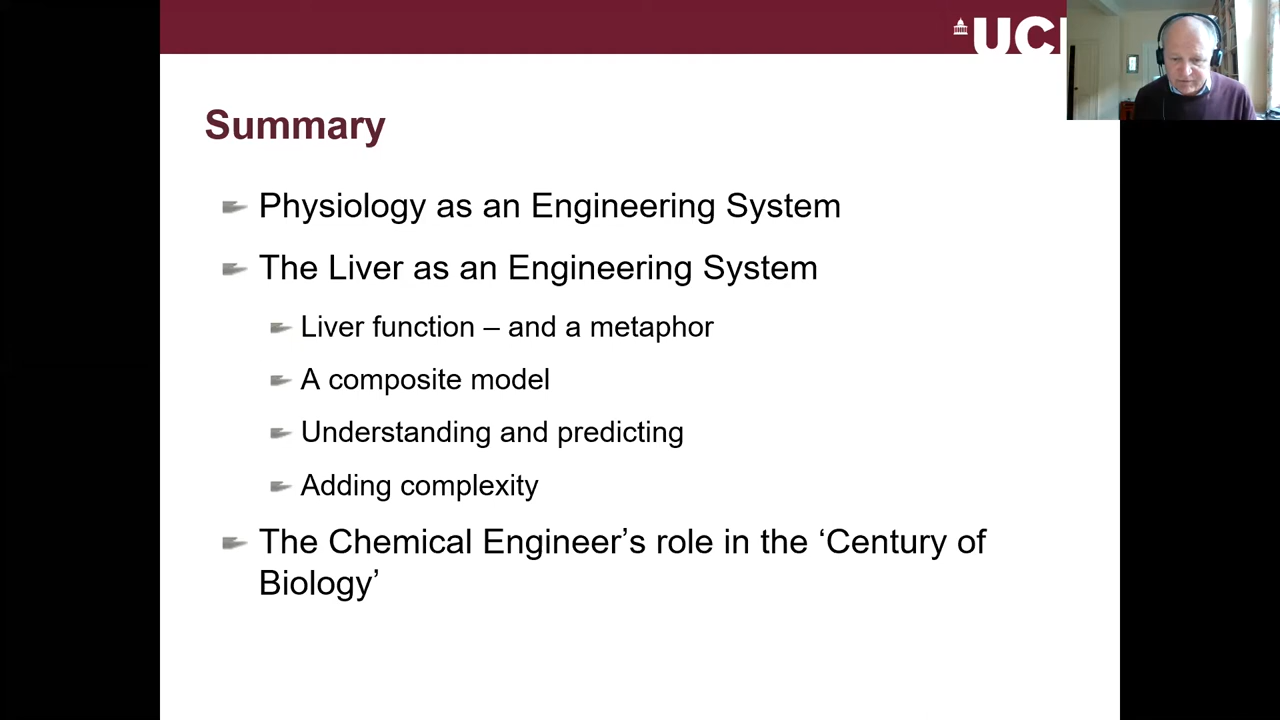 UCL
Summary
Physiology as an Engineering System
The Liver as an Engineering System
Liver function – and a metaphor
A composite model
Understanding and predicting
Adding complexity
The Chemical Engineer’s role in the ‘Century of
Biology’